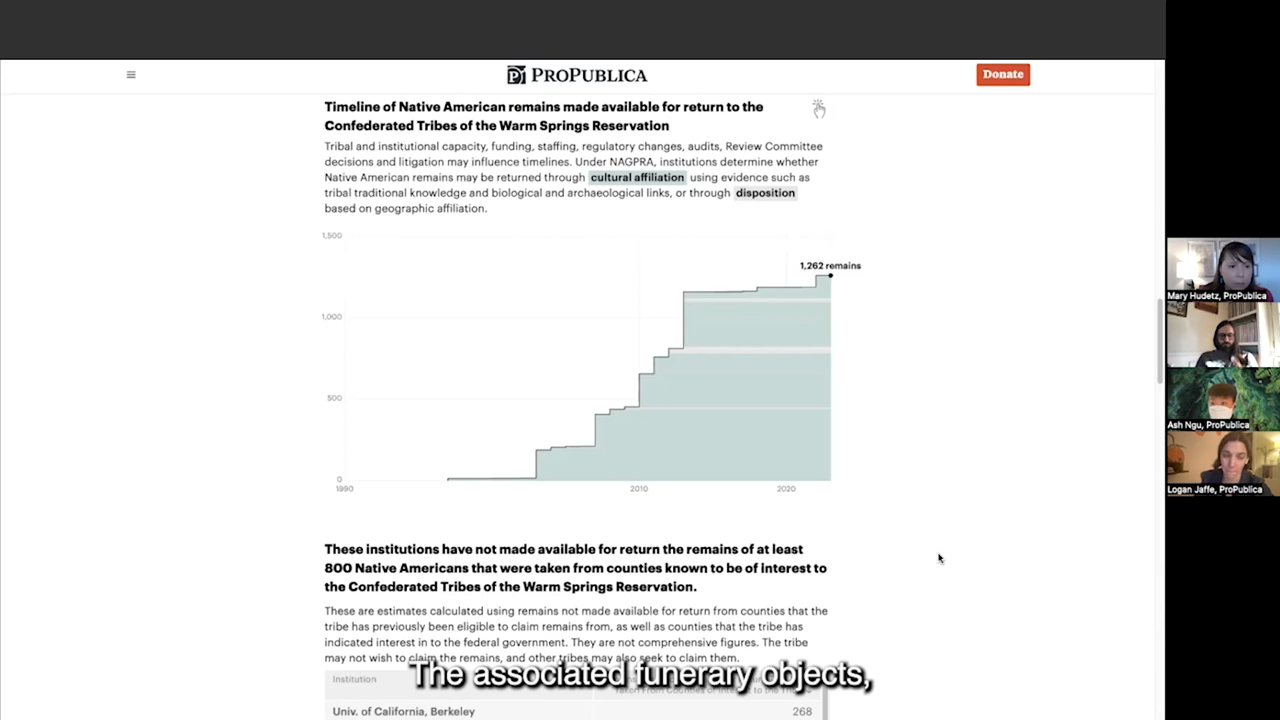 PROPUBLICA
Donate
Timeline of Native American remains made available for return to the
Confederated Tribes of the Warm Springs Reservation
Tribal and institutional capacity, funding, staffing, regulatory changes, audits, Review Committee
decisions and litigation may influence timelines. Under NAGPRA, institutions determine whether
Native American remains may be returned through cultural affiliation using evidence such as
tribal traditional knowledge and biological and archaeological links, or through disposition
based on geographic affiliation.
1,500
1,262 remains
1,000
500
0
1990
2010
2020
Mary Hudetz, ProPublica
Ash Ngu, ProPublica
Logan Jaffe, ProPublica
These institutions have not made available for return the remains of at least
800 Native Americans that were taken from counties known to be of interest to
the Confederated Tribes of the Warm Springs Reservation.
These are estimates calculated using remains not made available for return from counties that the
tribe has previously been eligible to claim remains from, as well as counties that the tribe has
indicated interest in to the federal government. They are not comprehensive figures. The tribe
may not wish to claim the remains, and other tribes may also seek to claim them.
The associated funerary objects,
Institution
Taken From Counties of Interest to the
Univ. of California, Berkeley
268